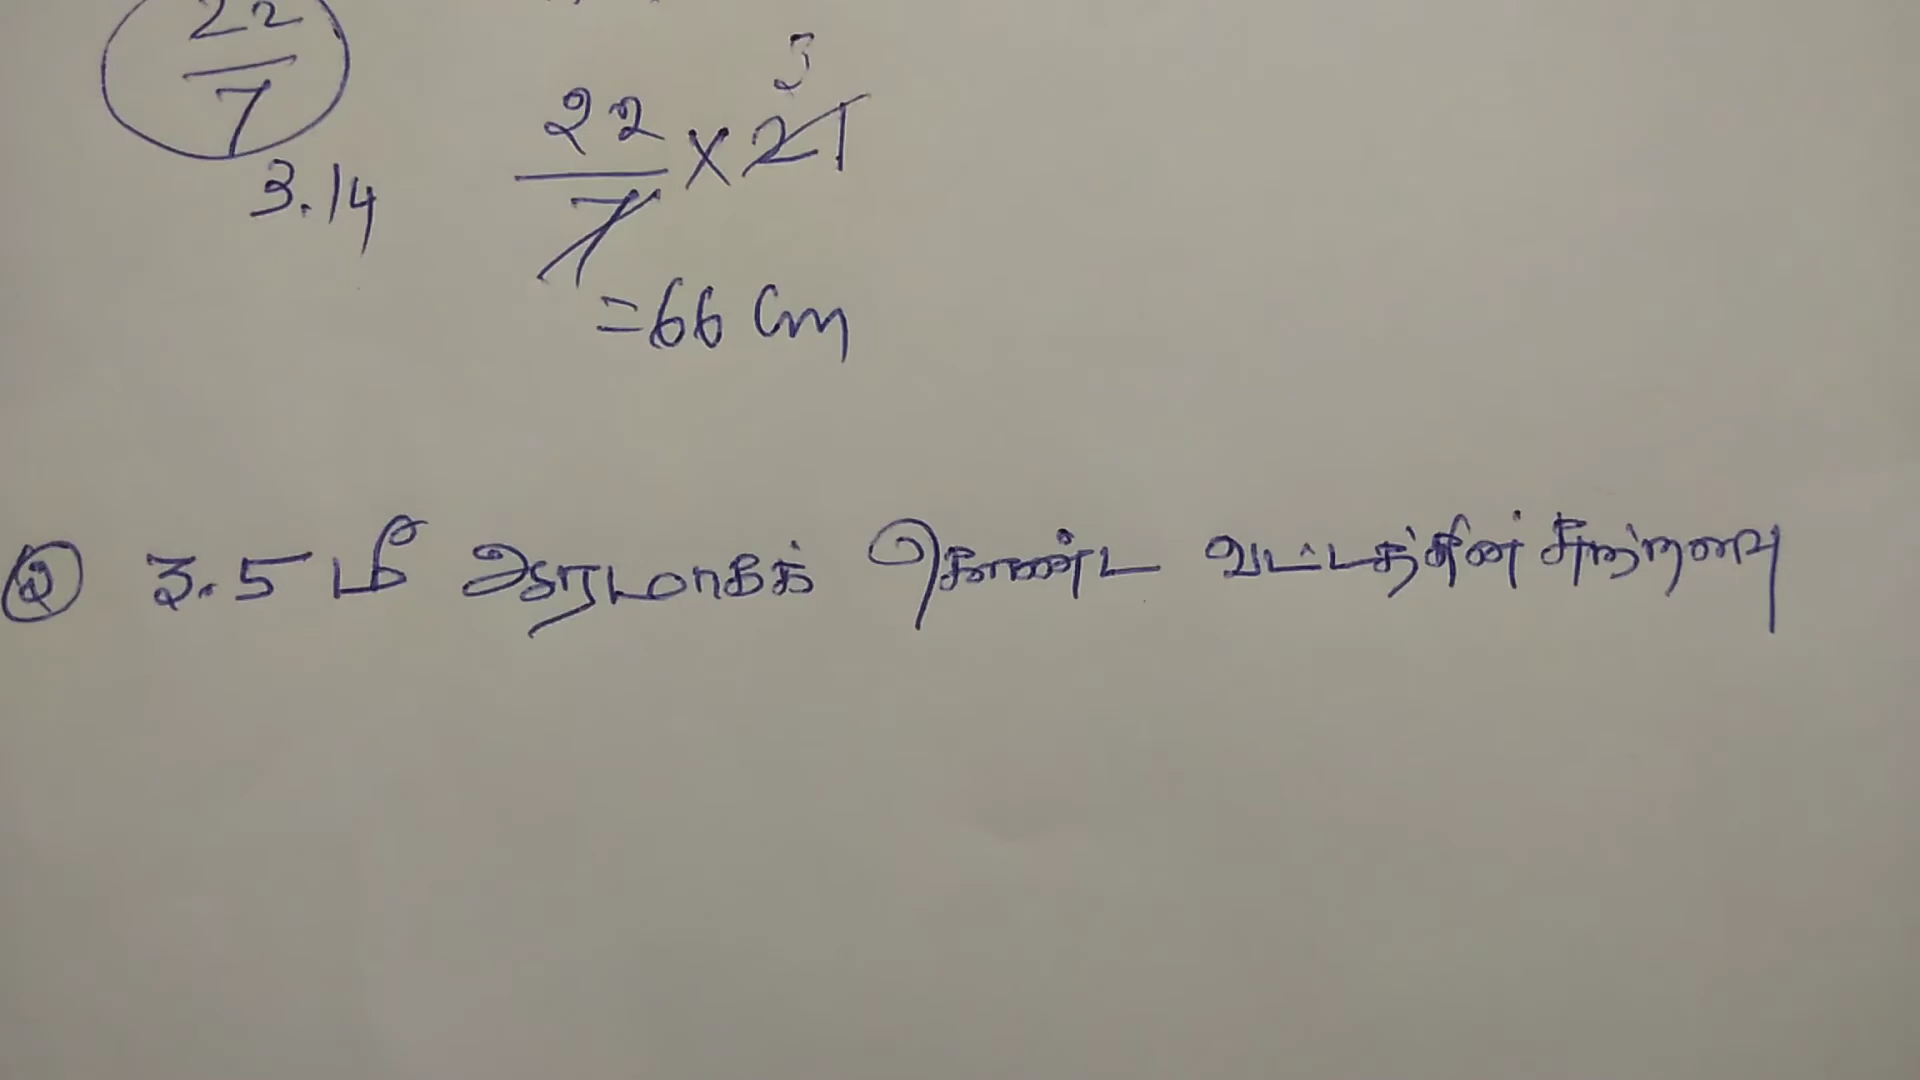 22
7
3.14
3
22 × 21
7
= 66 cm
② 3.5 மீ ஆரமாகக் கொண்ட வட்டத்தின் சுற்றளவு